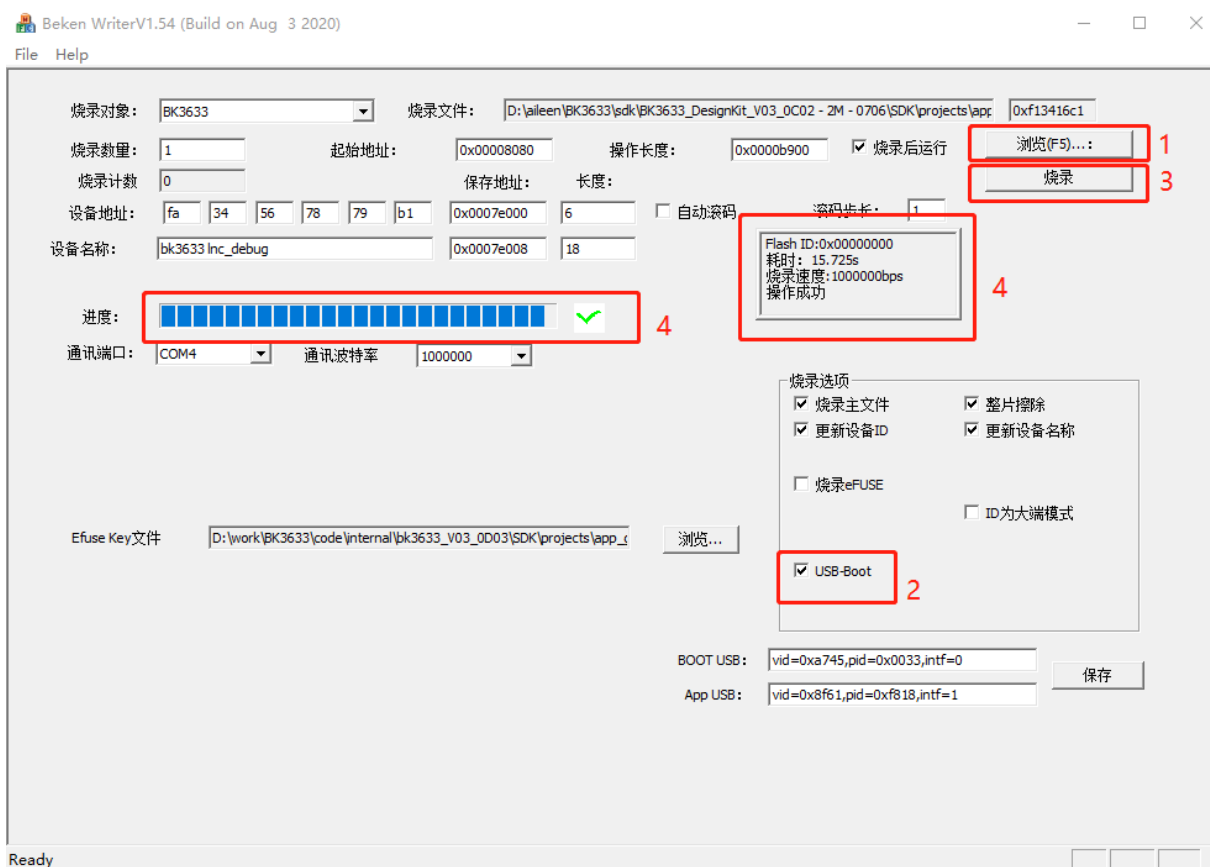 Beken WriterV1.54 (Build on Aug 3 2020)
File Help
烧录对象: BK3633 烧录文件: D:\aileen\BK3633\sdk\BK3633_DesignKit_V03_0C02 - 2M - 0706\SDK\projects\app 0xf13416c1
烧录数量: 1 起始地址: 0x00008080 操作长度: 0x0000b900 烧录后运行 浏览(F5)...: 1
烧录计数 0 保存地址: 长度: 烧录 3
设备地址: fa 34 56 78 79 b1 0x0007e000 6 自动滚码 滚码步长: 1
设备名称: bk3633 lnc_debug 0x0007e008 18
Flash ID:0x00000000
耗时: 15.725s
烧录速度:1000000bps
操作成功
4
进度: 4
通讯端口: COM4 通讯波特率 1000000
烧录选项
烧录主文件 整片擦除
更新设备ID 更新设备名称
烧录eFUSE
ID为大端模式
Efuse Key文件 D:\work\BK3633\code\internal\bk3633_V03_0D03\SDK\projects\app_ 浏览...
USB-Boot 2
BOOT USB: vid=0xa745,pid=0x0033,intf=0
保存
App USB: vid=0x8f61,pid=0xf818,intf=1
Ready